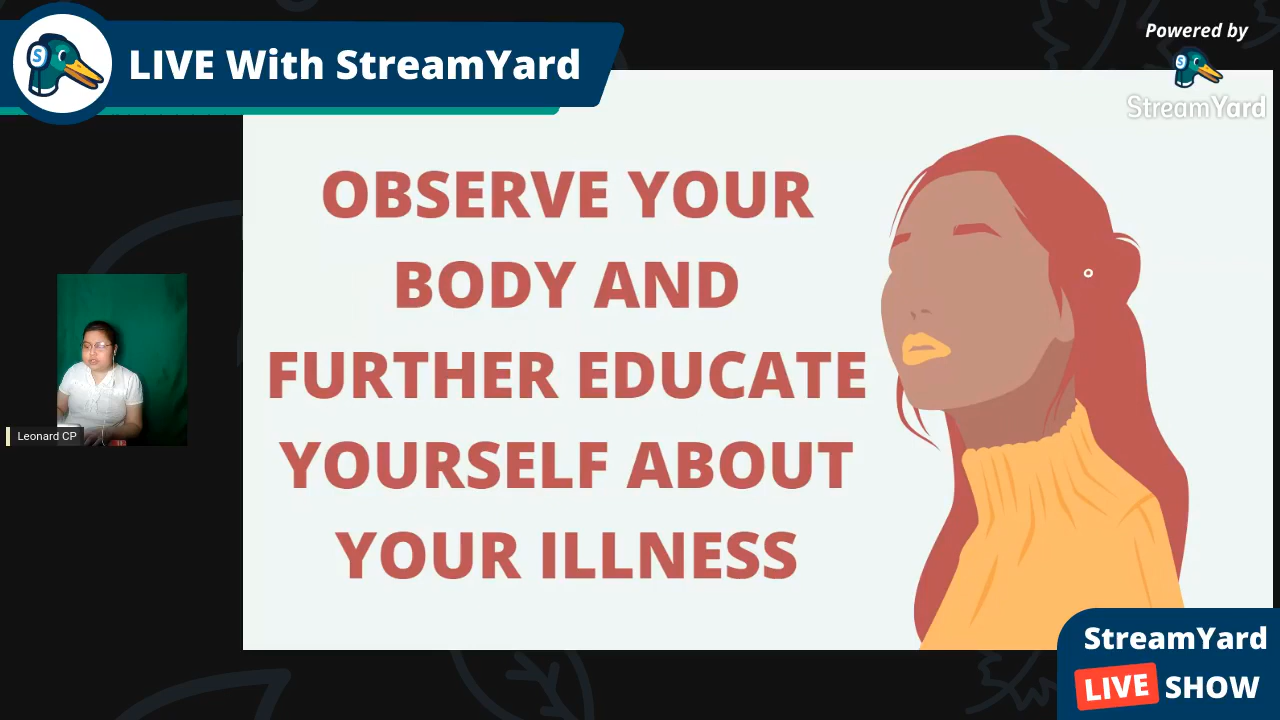 LIVE With StreamYard
Powered by
StreamYard
OBSERVE YOUR
BODY AND
FURTHER EDUCATE
YOURSELF ABOUT
YOUR ILLNESS
Leonard CP
StreamYard
LIVE SHOW